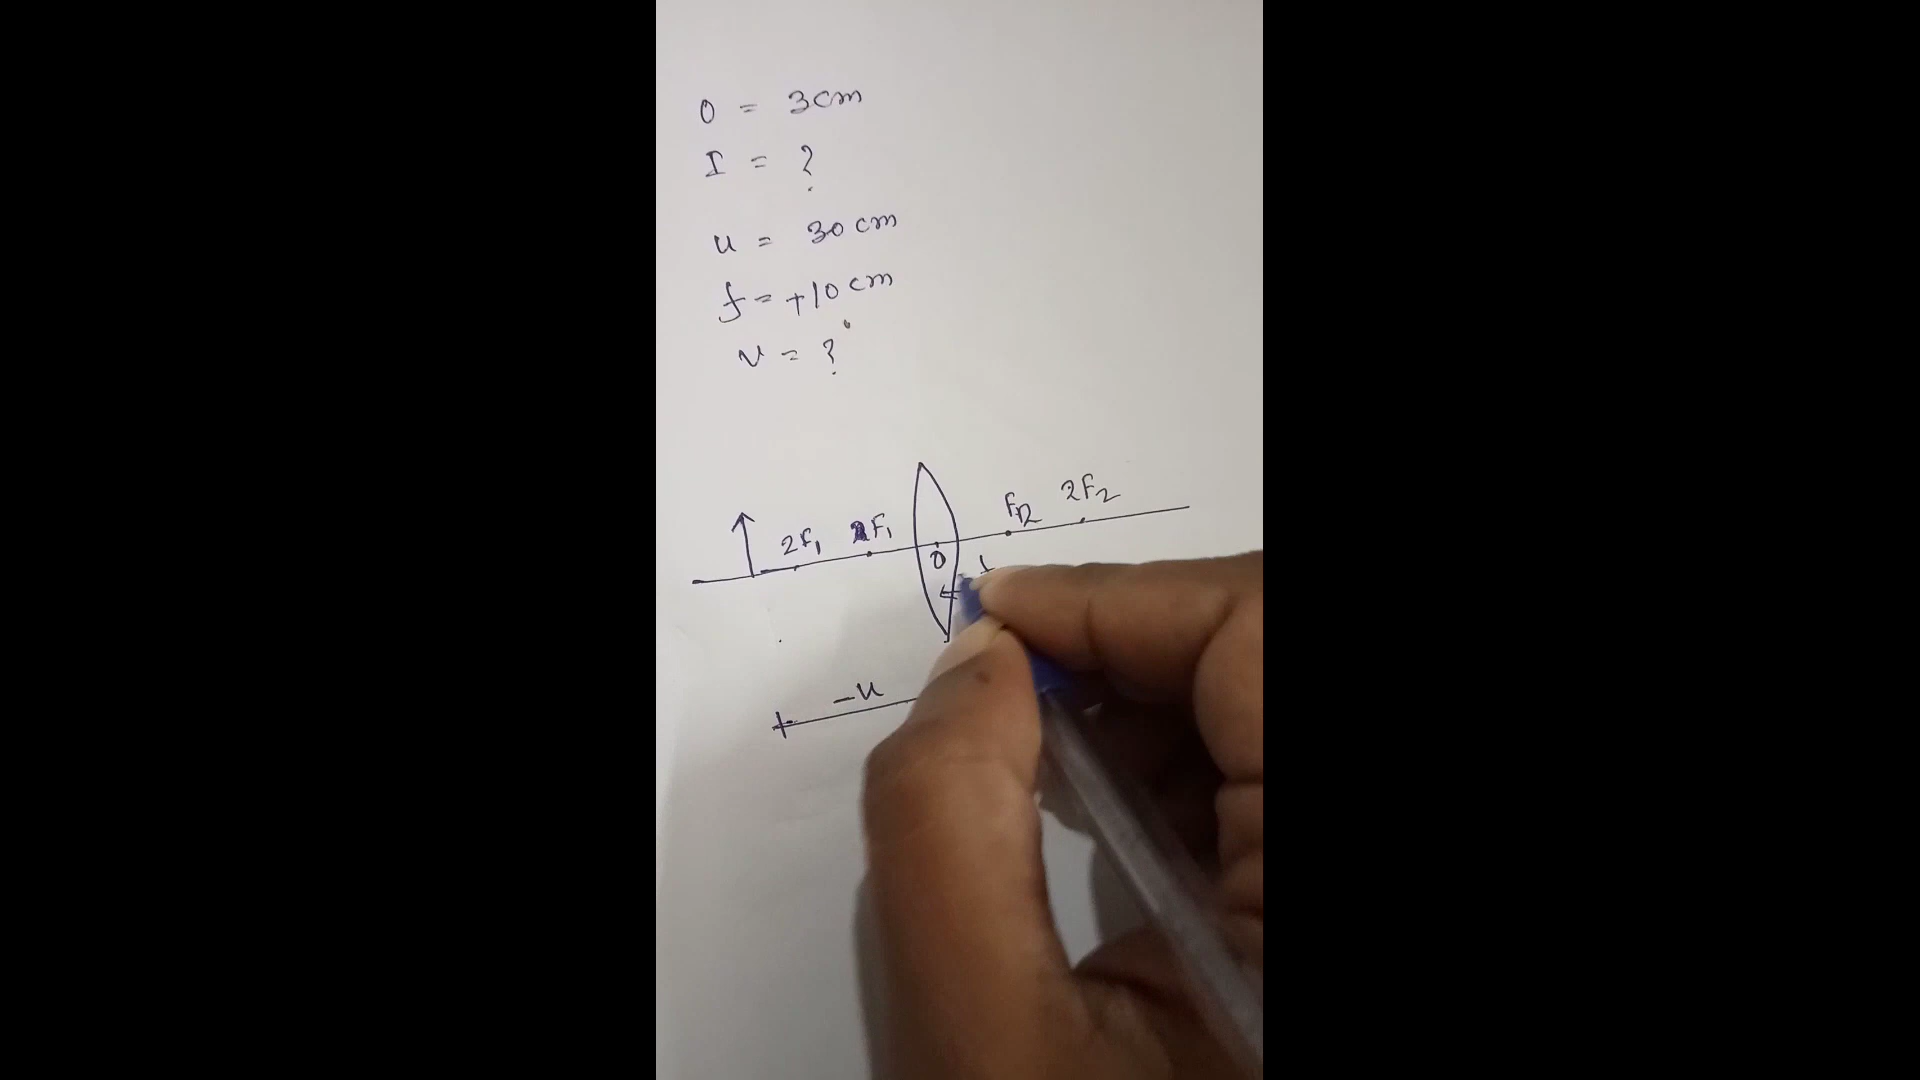 O = 3cm
I = ?
u = 30 cm
f = +10 cm
v = ?
2F1 F1 F2 2F2
O
-u